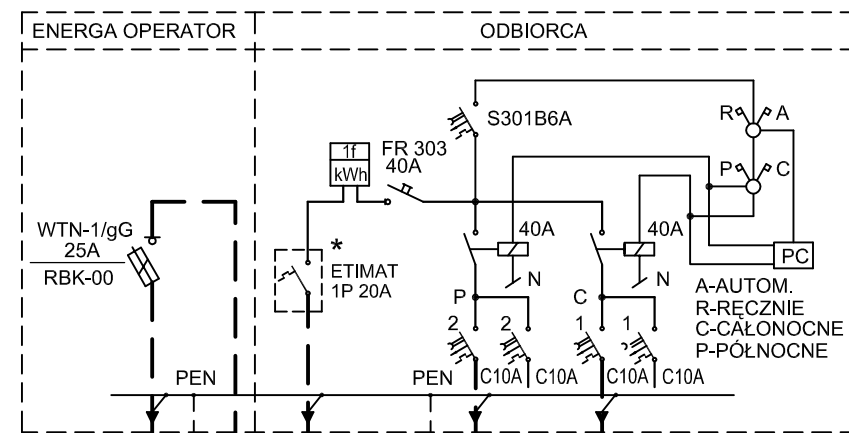 ENERGA OPERATOR
ODBIORCA
S301B6A
R A
1f
kWh
FR 303
40A
P C
WTN-1/gG
25A
RBK-00
*
ETIMAT
1P 20A
40A
N
40A
N
PC
A-AUTOM.
R-RĘCZNIE
C-CAŁONOCNE
P-PÓŁNOCNE
P
C
2 2 1 1
C10A C10A C10A C10A
PEN
PEN